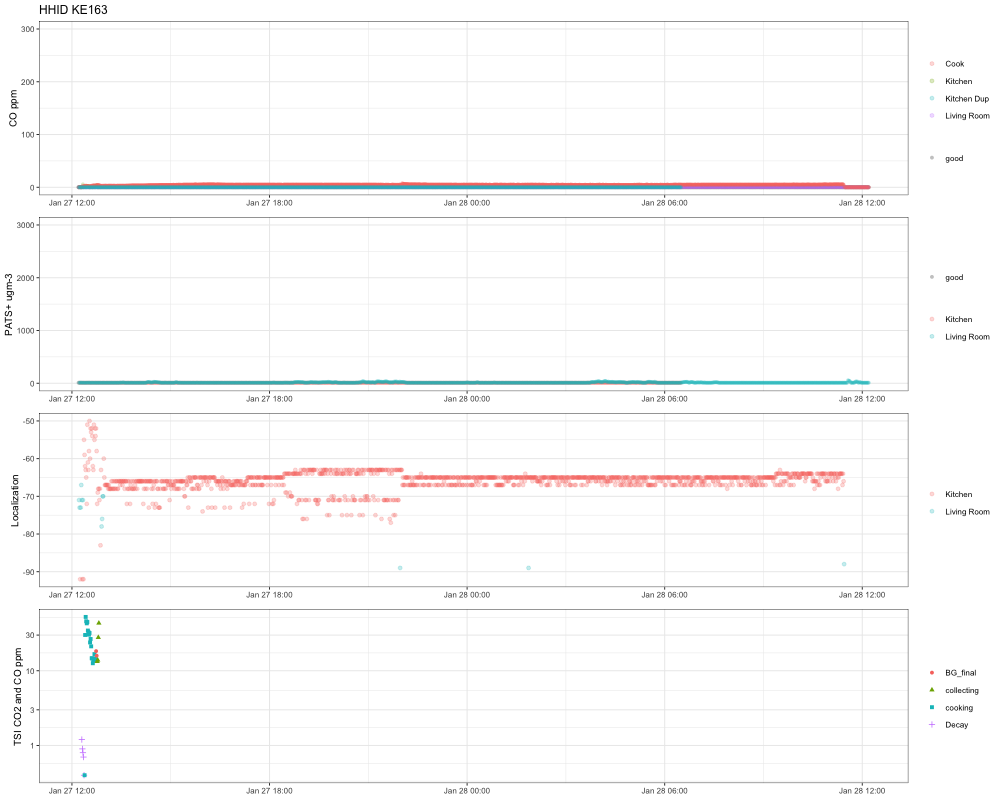 HHID KE163
CO ppm
300
200
100
0
Jan 27 12:00
Jan 27 18:00
Jan 28 00:00
Jan 28 06:00
Jan 28 12:00
Cook
Kitchen
Kitchen Dup
Living Room
good
PATS+ ugm-3
3000
2000
1000
0
Jan 27 12:00
Jan 27 18:00
Jan 28 00:00
Jan 28 06:00
Jan 28 12:00
good
Kitchen
Living Room
Localization
-50
-60
-70
-80
-90
Jan 27 12:00
Jan 27 18:00
Jan 28 00:00
Jan 28 06:00
Jan 28 12:00
Kitchen
Living Room
TSI CO2 and CO ppm
30
10
3
1
Jan 27 12:00
Jan 27 18:00
Jan 28 00:00
Jan 28 06:00
Jan 28 12:00
BG_final
collecting
cooking
Decay